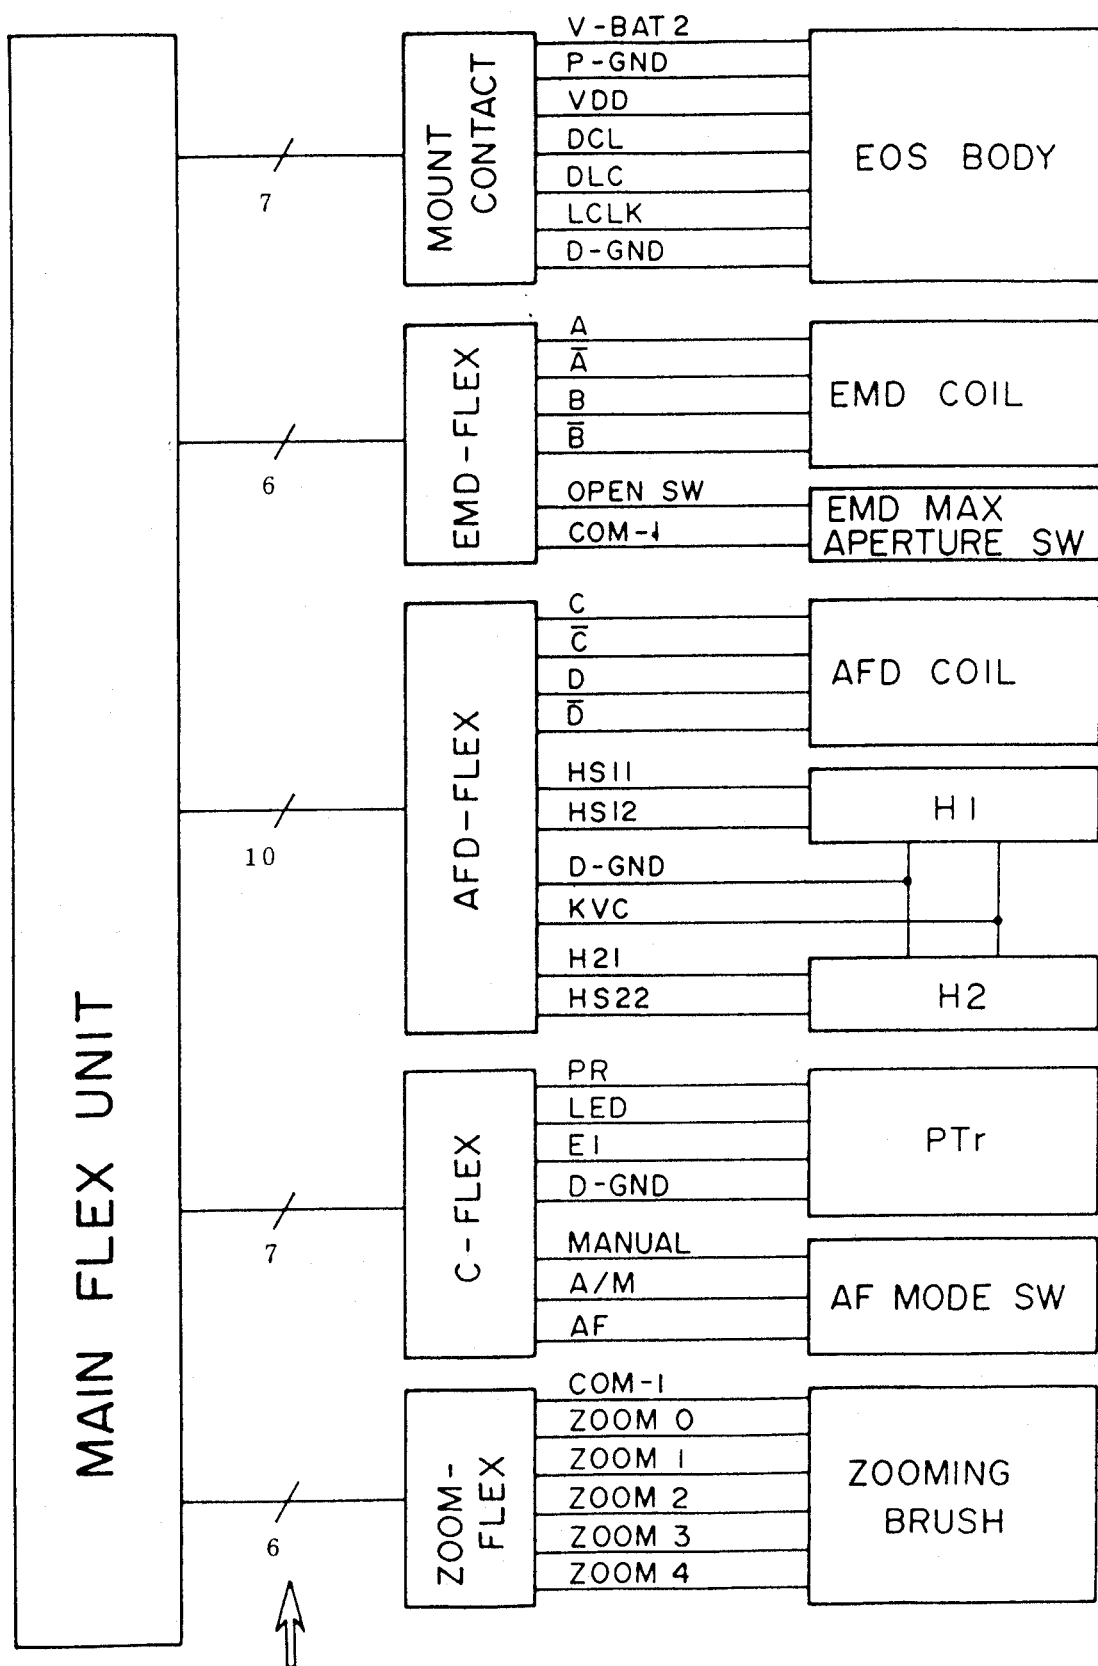 MAIN FLEX UNIT
7
MOUNT
CONTACT
V-BAT 2
P-GND
VDD
DCL
DLC
LCLK
D-GND
EOS BODY
6
EMD-FLEX
A
A̅
B
B̅
EMD COIL
OPEN SW
COM-1
EMD MAX
APERTURE SW
10
AFD-FLEX
C
C̅
D
D̅
AFD COIL
HS11
HS12
H1
D-GND
KVC
H21
HS22
H2
7
C-FLEX
PR
LED
E1
D-GND
PTr
MANUAL
A/M
AF
AF MODE SW
6
ZOOM-
FLEX
COM-1
ZOOM 0
ZOOM 1
ZOOM 2
ZOOM 3
ZOOM 4
ZOOMING
BRUSH